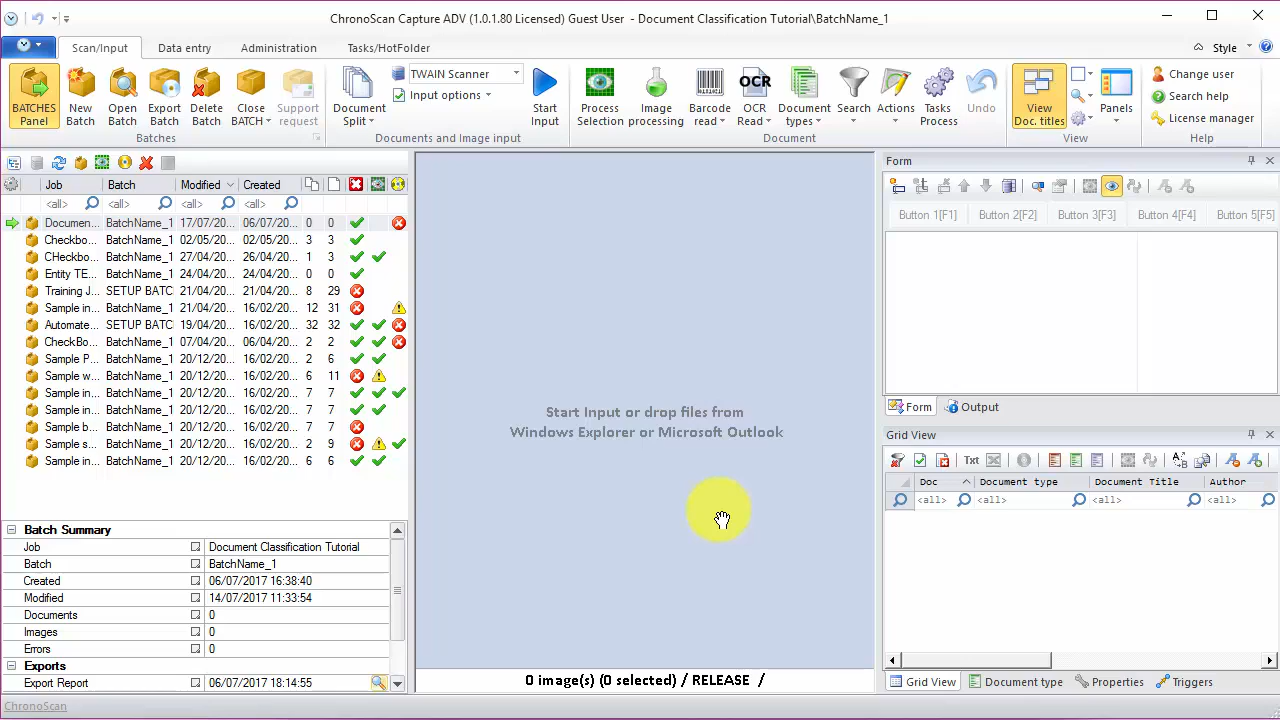 ChronoScan Capture ADV (1.0.1.80 Licensed) Guest User - Document Classification Tutorial\BatchName_1
Scan/Input Data entry Administration Tasks/HotFolder Style
BATCHES Panel
New Batch
Open Batch
Export Batch
Delete Batch
Close BATCH
Support request
Batches
Document Split
TWAIN Scanner
Input options
Start Input
Documents and Image input
Process Selection
Image processing
Barcode read
OCR
OCR Read
Document types
Search
Actions
Tasks Process
Undo
Document
View Doc. titles
Panels
View
Change user
Search help
License manager
Help
Job Batch Modified Created
<all> <all> <all> <all>
Documen... BatchName_1 17/07/20... 06/07/20... 0 0
Checkbo... BatchName_1 02/05/20... 02/05/20... 3 3
CHeckbo... BatchName_1 27/04/20... 26/04/20... 1 3
Entity TE... BatchName_1 24/04/20... 24/04/20... 0 0
Training J... SETUP BATC 21/04/20... 21/04/20... 8 29
Sample in... BatchName_1 21/04/20... 16/02/20... 12 31
Automate... SETUP BATC 19/04/20... 16/02/20... 32 32
CheckBo... BatchName_1 07/04/20... 06/04/20... 2 2
Sample P... BatchName_1 20/12/20... 16/02/20... 2 6
Sample w... BatchName_1 20/12/20... 16/02/20... 6 11
Sample in... BatchName_1 20/12/20... 16/02/20... 7 7
Sample in... BatchName_1 20/12/20... 16/02/20... 7 7
Sample b... BatchName_1 20/12/20... 16/02/20... 7 7
Sample s... BatchName_1 20/12/20... 16/02/20... 2 9
Sample in... BatchName_1 20/12/20... 16/02/20... 6 6
Batch Summary
Job Document Classification Tutorial
Batch BatchName_1
Created 06/07/2017 16:38:40
Modified 14/07/2017 11:33:54
Documents 0
Images 0
Errors 0
Exports
Export Report 06/07/2017 18:14:55
Start Input or drop files from
Windows Explorer or Microsoft Outlook
0 image(s) (0 selected) / RELEASE /
Form
Button 1[F1] Button 2[F2] Button 3[F3] Button 4[F4] Button 5[F5]
Form Output
Grid View
Txt
Doc Document type Document Title Author
<all> <all> <all> <all>
Grid View Document type Properties Triggers
ChronoScan